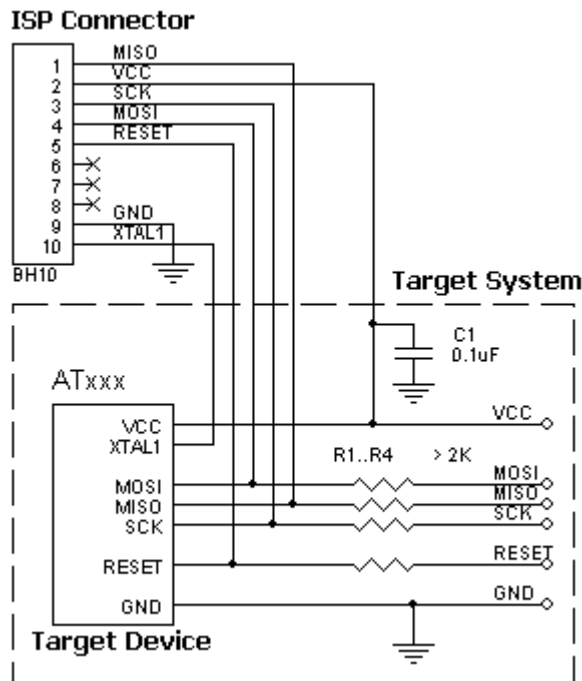 ISP Connector
1 MISO
2 VCC
3 SCK
4 MOSI
5 RESET
6
7
8
9 GND
10 XTAL1
BH10
Target System
C1
0.1uF
ATxxx
VCC VCC
XTAL1
R1..R4 > 2K
MOSI MOSI
MISO MISO
SCK SCK
RESET RESET
GND GND
Target Device